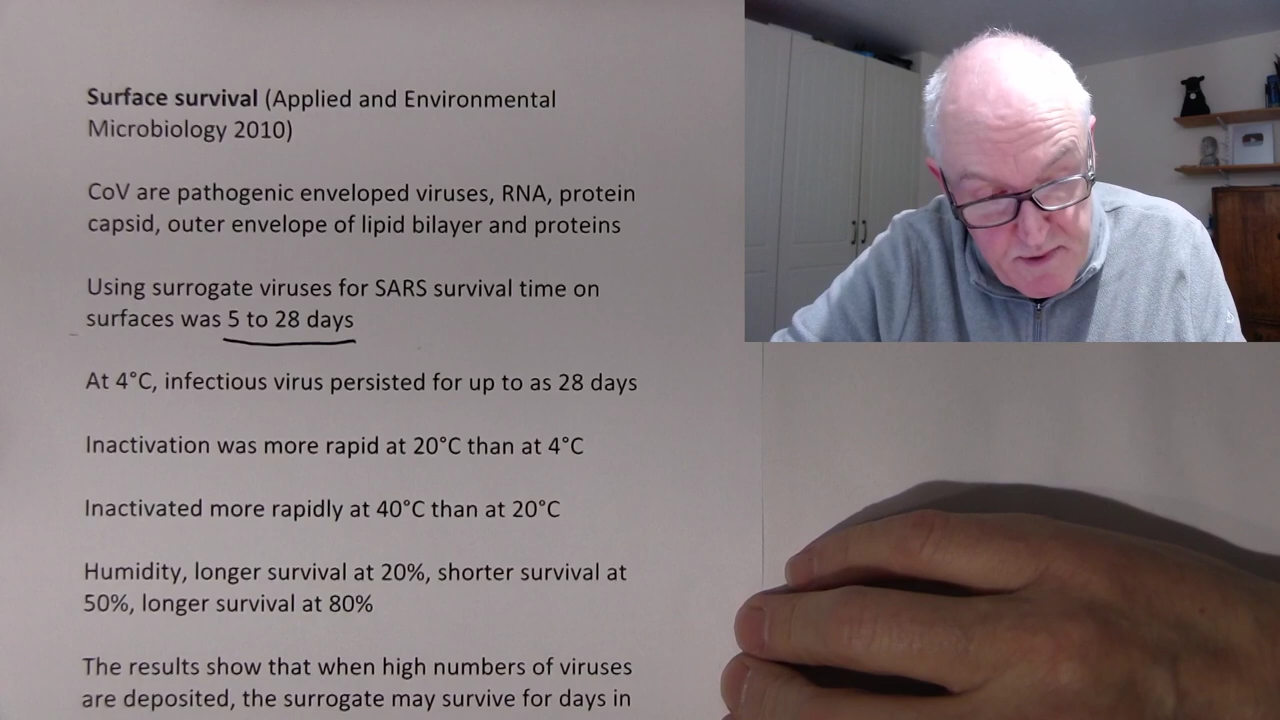 Surface survival (Applied and Environmental
Microbiology 2010)
CoV are pathogenic enveloped viruses, RNA, protein
capsid, outer envelope of lipid bilayer and proteins
Using surrogate viruses for SARS survival time on
surfaces was 5 to 28 days
At 4°C, infectious virus persisted for up to as 28 days
Inactivation was more rapid at 20°C than at 4°C
Inactivated more rapidly at 40°C than at 20°C
Humidity, longer survival at 20%, shorter survival at
50%, longer survival at 80%
The results show that when high numbers of viruses
are deposited, the surrogate may survive for days in